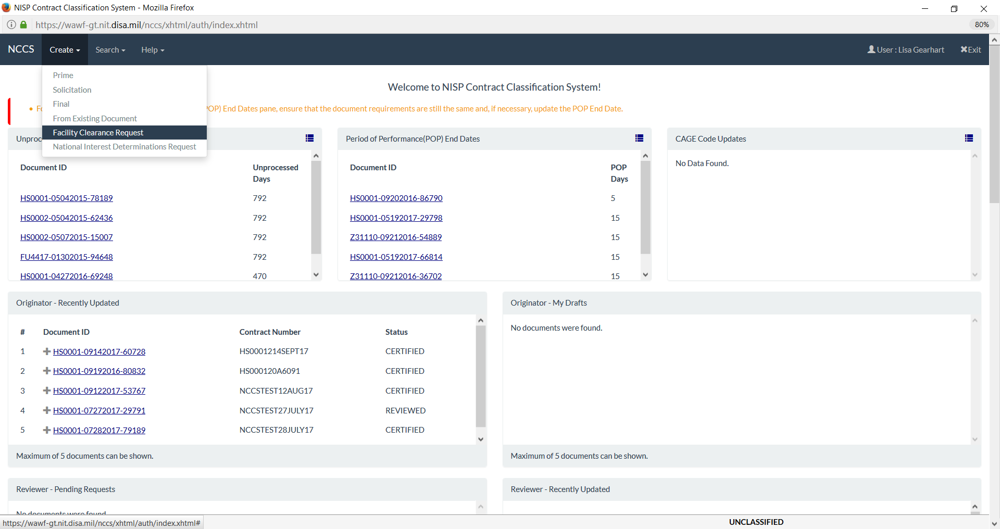 NISP Contract Classification System - Mozilla Firefox
https://wawf-gt.nit.disa.mil/nccs/xhtml/auth/index.xhtml
80%
NCCS Create Search Help User : Lisa Gearhart Exit
Prime
Solicitation
Final
From Existing Document
Facility Clearance Request
National Interest Determinations Request
Welcome to NISP Contract Classification System!
POP) End Dates pane, ensure that the document requirements are still the same and, if necessary, update the POP End Date.
Period of Performance(POP) End Dates
CAGE Code Updates
Document ID Unprocessed Days
HS0001-05042015-78189 792
HS0002-05042015-62436 792
HS0002-05072015-15007 792
FU4417-01302015-94648 792
HS0001-04272016-69248 470
Document ID POP Days
HS0001-09202016-86790 5
HS0001-05192017-29798 15
Z31110-09212016-54889 15
HS0001-05192017-66814 15
Z31110-09212016-36702 15
No Data Found.
Originator - Recently Updated
# Document ID Contract Number Status
1 HS0001-09142017-60728 HS0001214SEPT17 CERTIFIED
2 HS0001-09192016-80832 HS000120A6091 CERTIFIED
3 HS0001-09122017-53767 NCCSTEST12AUG17 CERTIFIED
4 HS0001-07272017-29791 NCCSTEST27JULY17 REVIEWED
5 HS0001-07282017-79189 NCCSTEST28JULY17 CERTIFIED
Maximum of 5 documents can be shown.
Originator - My Drafts
No documents were found.
Maximum of 5 documents can be shown.
Reviewer - Pending Requests
No documents were found.
Reviewer - Recently Updated
https://wawf-gt.nit.disa.mil/nccs/xhtml/auth/index.xhtml#
UNCLASSIFIED